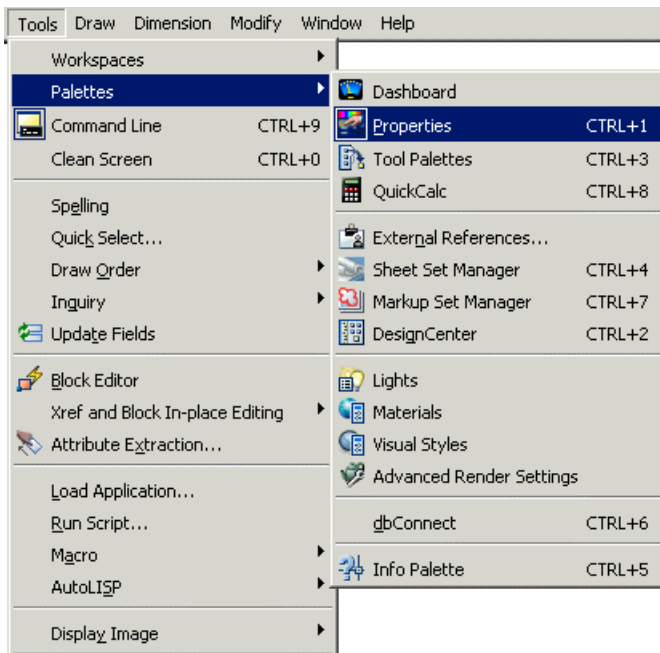 Tools Draw Dimension Modify Window Help
Workspaces
Palettes
Command Line CTRL+9
Clean Screen CTRL+0
Spelling
Quick Select...
Draw Order
Inquiry
Update Fields
Block Editor
Xref and Block In-place Editing
Attribute Extraction...
Load Application...
Run Script...
Macro
AutoLISP
Display Image
Dashboard
Properties CTRL+1
Tool Palettes CTRL+3
QuickCalc CTRL+8
External References...
Sheet Set Manager CTRL+4
Markup Set Manager CTRL+7
DesignCenter CTRL+2
Lights
Materials
Visual Styles
Advanced Render Settings
dbConnect CTRL+6
Info Palette CTRL+5